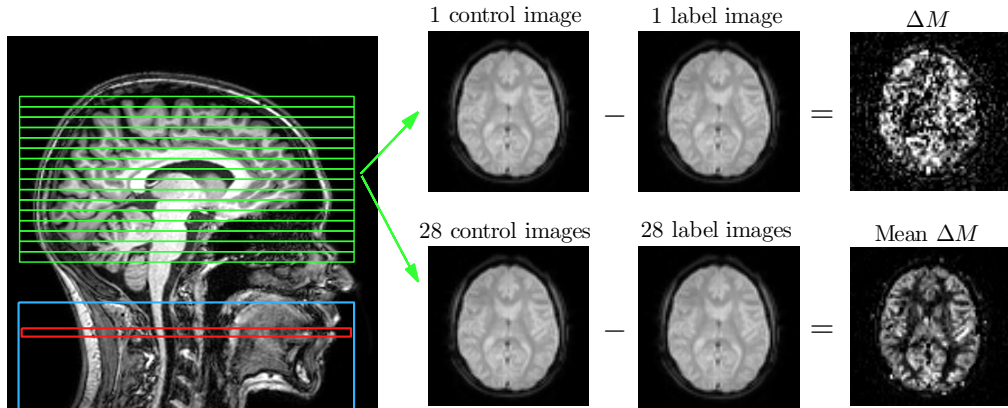 1 control image
1 label image
ΔM
−
=
28 control images
28 label images
Mean ΔM
−
=